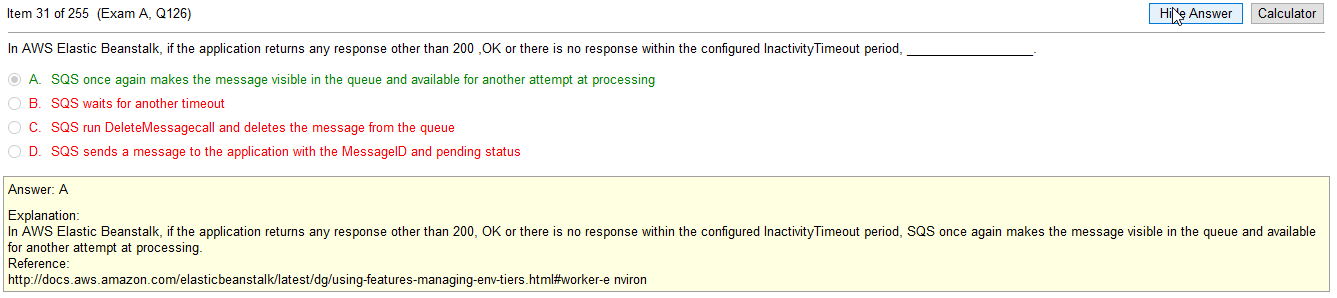 Item 31 of 255 (Exam A, Q126)
Hide Answer
Calculator
In AWS Elastic Beanstalk, if the application returns any response other than 200 ,OK or there is no response within the configured InactivityTimeout period, ___________________.
A. SQS once again makes the message visible in the queue and available for another attempt at processing
B. SQS waits for another timeout
C. SQS run DeleteMessagecall and deletes the message from the queue
D. SQS sends a message to the application with the MessageID and pending status
Answer: A
Explanation:
In AWS Elastic Beanstalk, if the application returns any response other than 200, OK or there is no response within the configured InactivityTimeout period, SQS once again makes the message visible in the queue and available
for another attempt at processing.
Reference:
http://docs.aws.amazon.com/elasticbeanstalk/latest/dg/using-features-managing-env-tiers.html#worker-e nviron